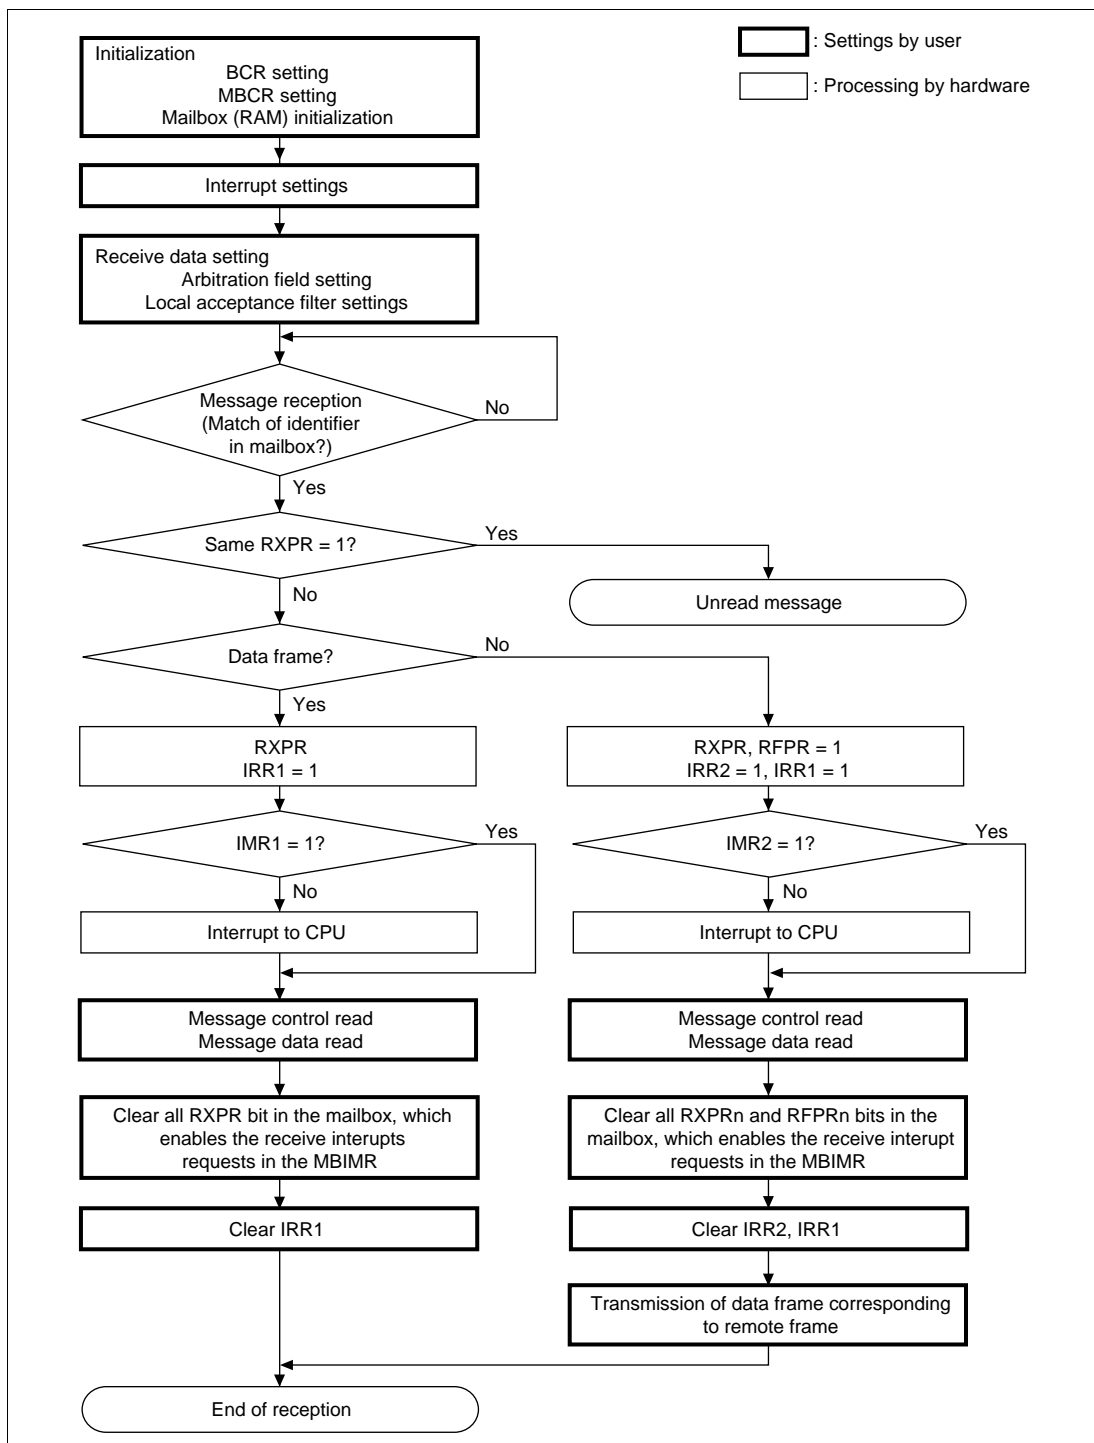 Initialization
BCR setting
MBCR setting
Mailbox (RAM) initialization
: Settings by user
: Processing by hardware
Interrupt settings
Receive data setting
Arbitration field setting
Local acceptance filter settings
Message reception
(Match of identifier
in mailbox?)
No
Yes
Same RXPR = 1?
Yes
No
Unread message
Data frame?
No
Yes
RXPR
IRR1 = 1
RXPR, RFPR = 1
IRR2 = 1, IRR1 = 1
IMR1 = 1?
Yes
No
IMR2 = 1?
Yes
No
Interrupt to CPU
Interrupt to CPU
Message control read
Message data read
Message control read
Message data read
Clear all RXPR bit in the mailbox, which
enables the receive interupts
requests in the MBIMR
Clear all RXPRn and RFPRn bits in the
mailbox, which enables the receive interupt
requests in the MBIMR
Clear IRR1
Clear IRR2, IRR1
Transmission of data frame corresponding
to remote frame
End of reception